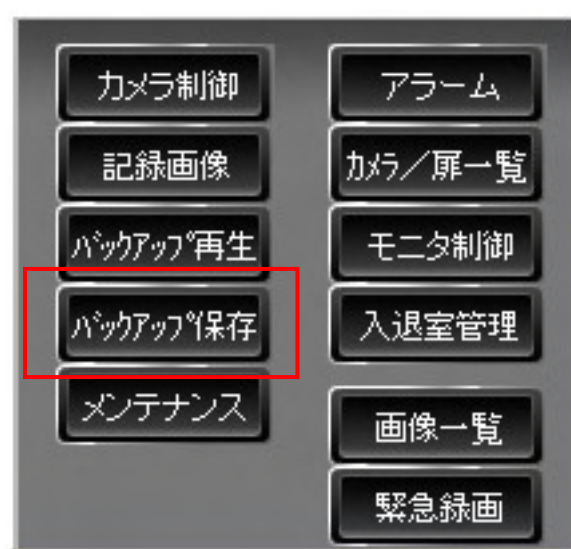 カメラ制御
記録画像
ﾊﾞｯｸｱｯﾌﾟ再生
ﾊﾞｯｸｱｯﾌﾟ保存
メンテナンス
アラーム
ｶﾒﾗ／扉一覧
モニタ制御
入退室管理
画像一覧
緊急録画